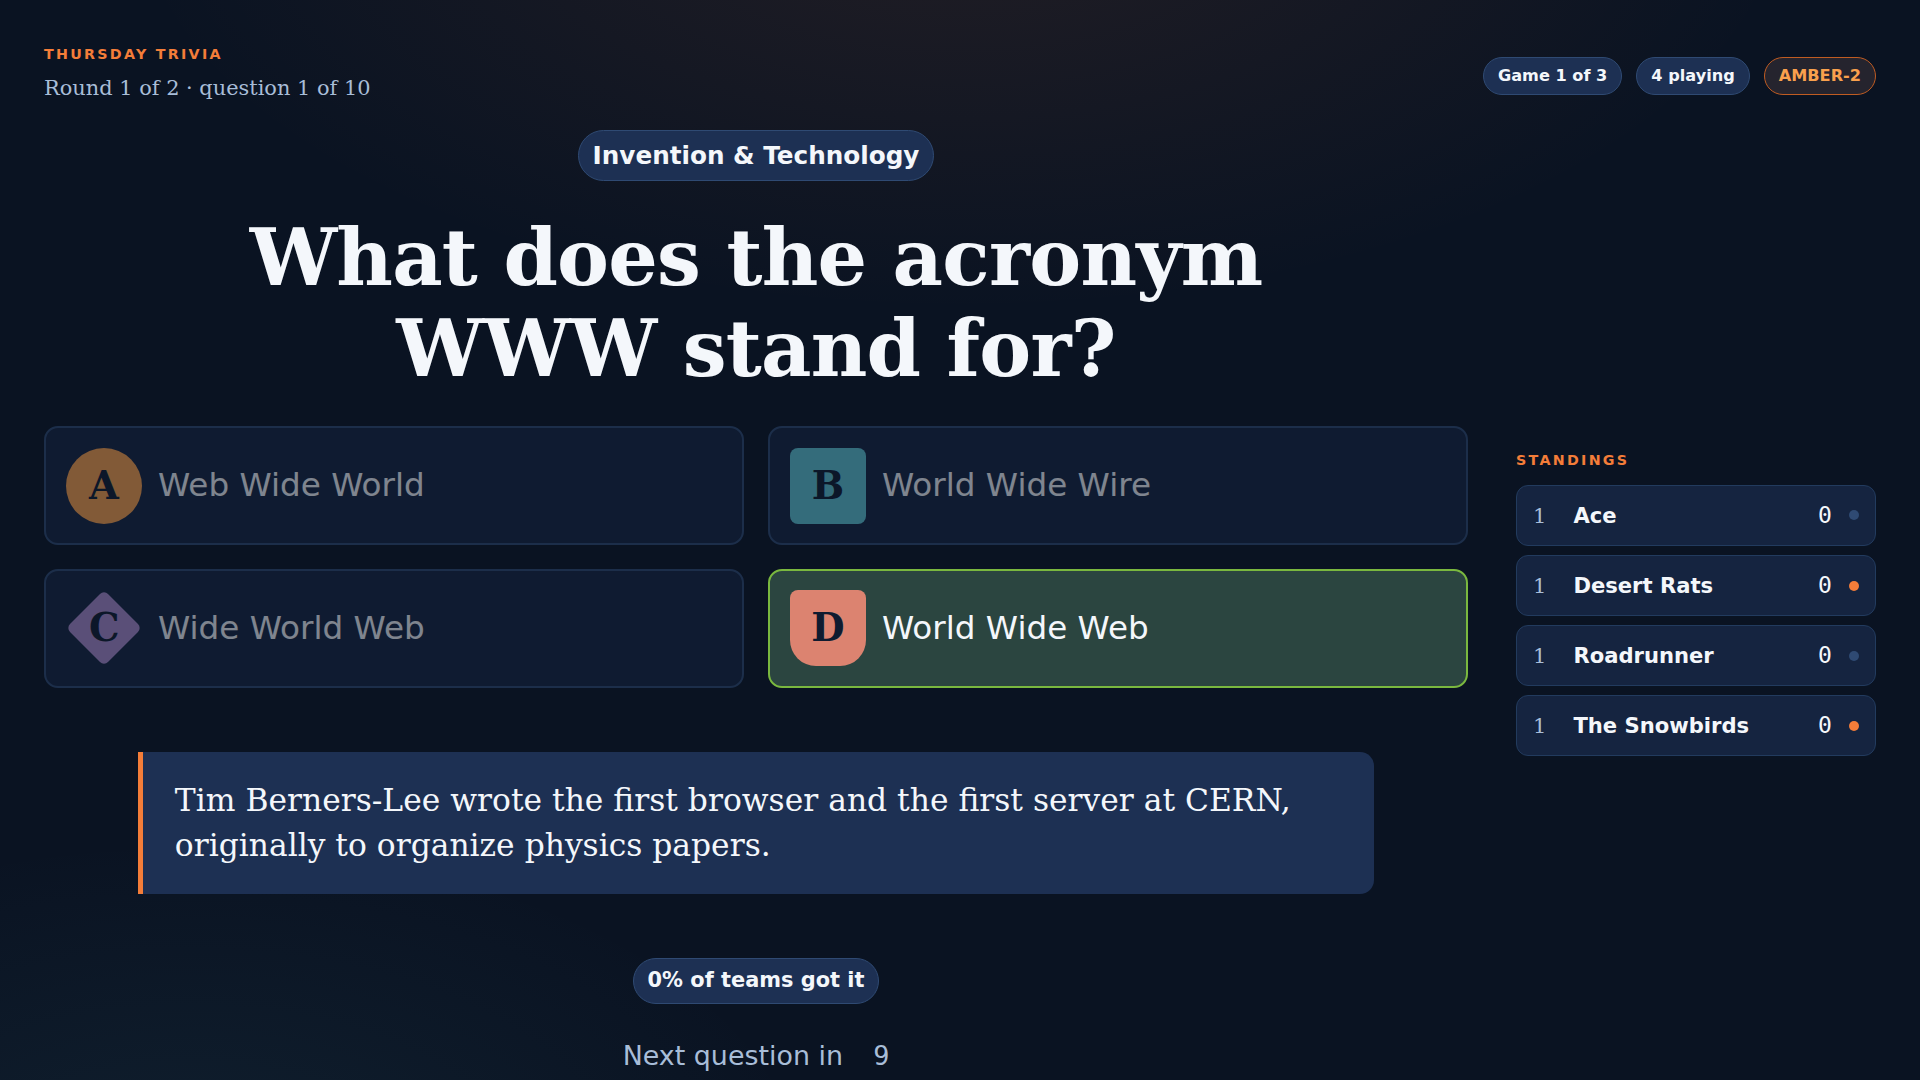 THURSDAY TRIVIA
Round 1 of 2 · question 1 of 10
Game 1 of 3
4 playing
AMBER-2
Invention & Technology
What does the acronym
WWW stand for?
A Web Wide World
B World Wide Wire
C Wide World Web
D World Wide Web
Tim Berners-Lee wrote the first browser and the first server at CERN,
originally to organize physics papers.
0% of teams got it
Next question in 9
STANDINGS
1 Ace 0
1 Desert Rats 0
1 Roadrunner 0
1 The Snowbirds 0